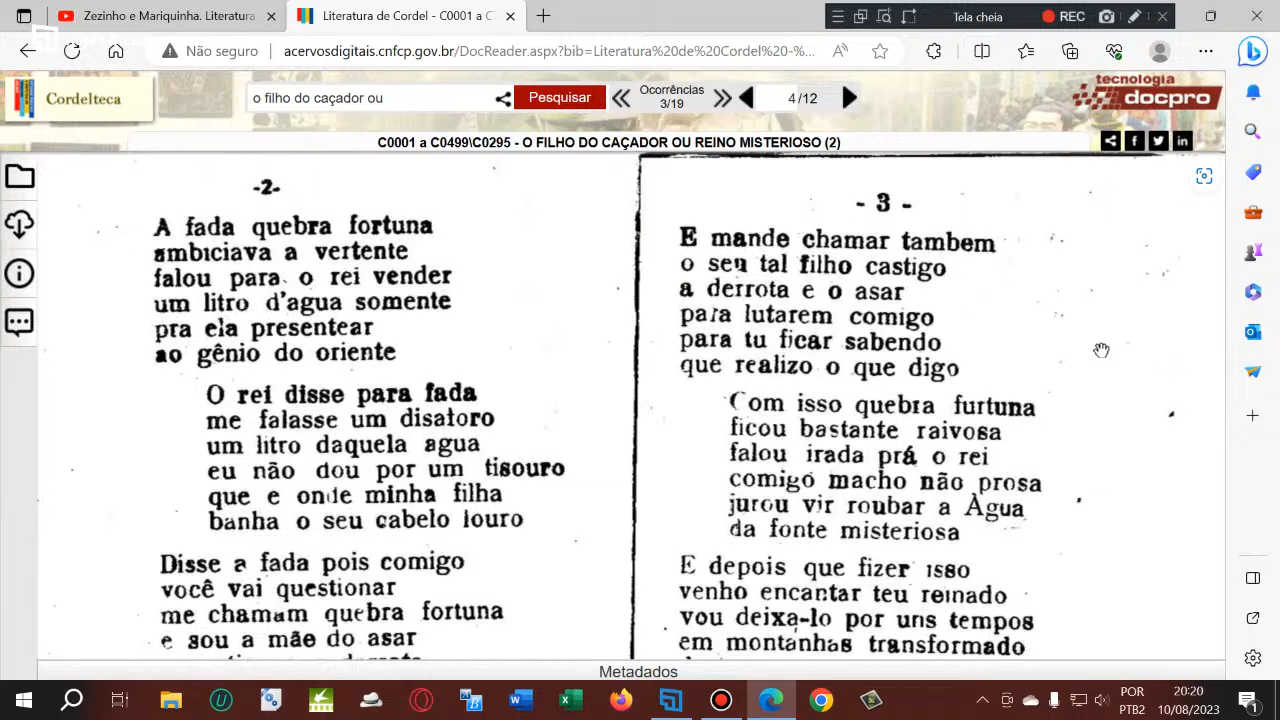 Zezinho e Mariquinha, Literatura
Literatura de Cordel - C0001 a C
Tela cheia
REC
Não seguro
acervosdigitais.cnfcp.gov.br/DocReader.aspx?bib=Literatura%20de%20Cordel%20-%...
Cordelteca
o filho do caçador ou
Pesquisar
Ocorrências
3/19
4/12
tecnologia
docpro
C0001 a C0499\C0295 - O FILHO DO CAÇADOR OU REINO MISTERIOSO (2)
-2-
A fada quebra fortuna
ambiciava a vertente
falou para o rei vender
um litro d'agua somente
pra ela presentear
ao gênio do oriente
O rei disse para fada
me falasse um disatoro
um litro daquela agua
eu não dou por um tisouro
que e onde minha filha
banha o seu cabelo louro
Disse a fada pois comigo
você vai questionar
me chamam quebra fortuna
e sou a mãe do asar
- 3 -
E mande chamar tambem
o seu tal filho castigo
a derrota e o asar
para lutarem comigo
para tu ficar sabendo
que realizo o que digo
Com isso quebra furtuna
ficou bastante raivosa
falou irada prá o rei
comigo macho não prosa
jurou vir roubar a Àgua
da fonte misteriosa
E depois que fizer isso
venho encantar teu reinado
vou deixa-lo por uns tempos
em montanhas transformado
Metadados
POR
PTB2
20:20
10/08/2023